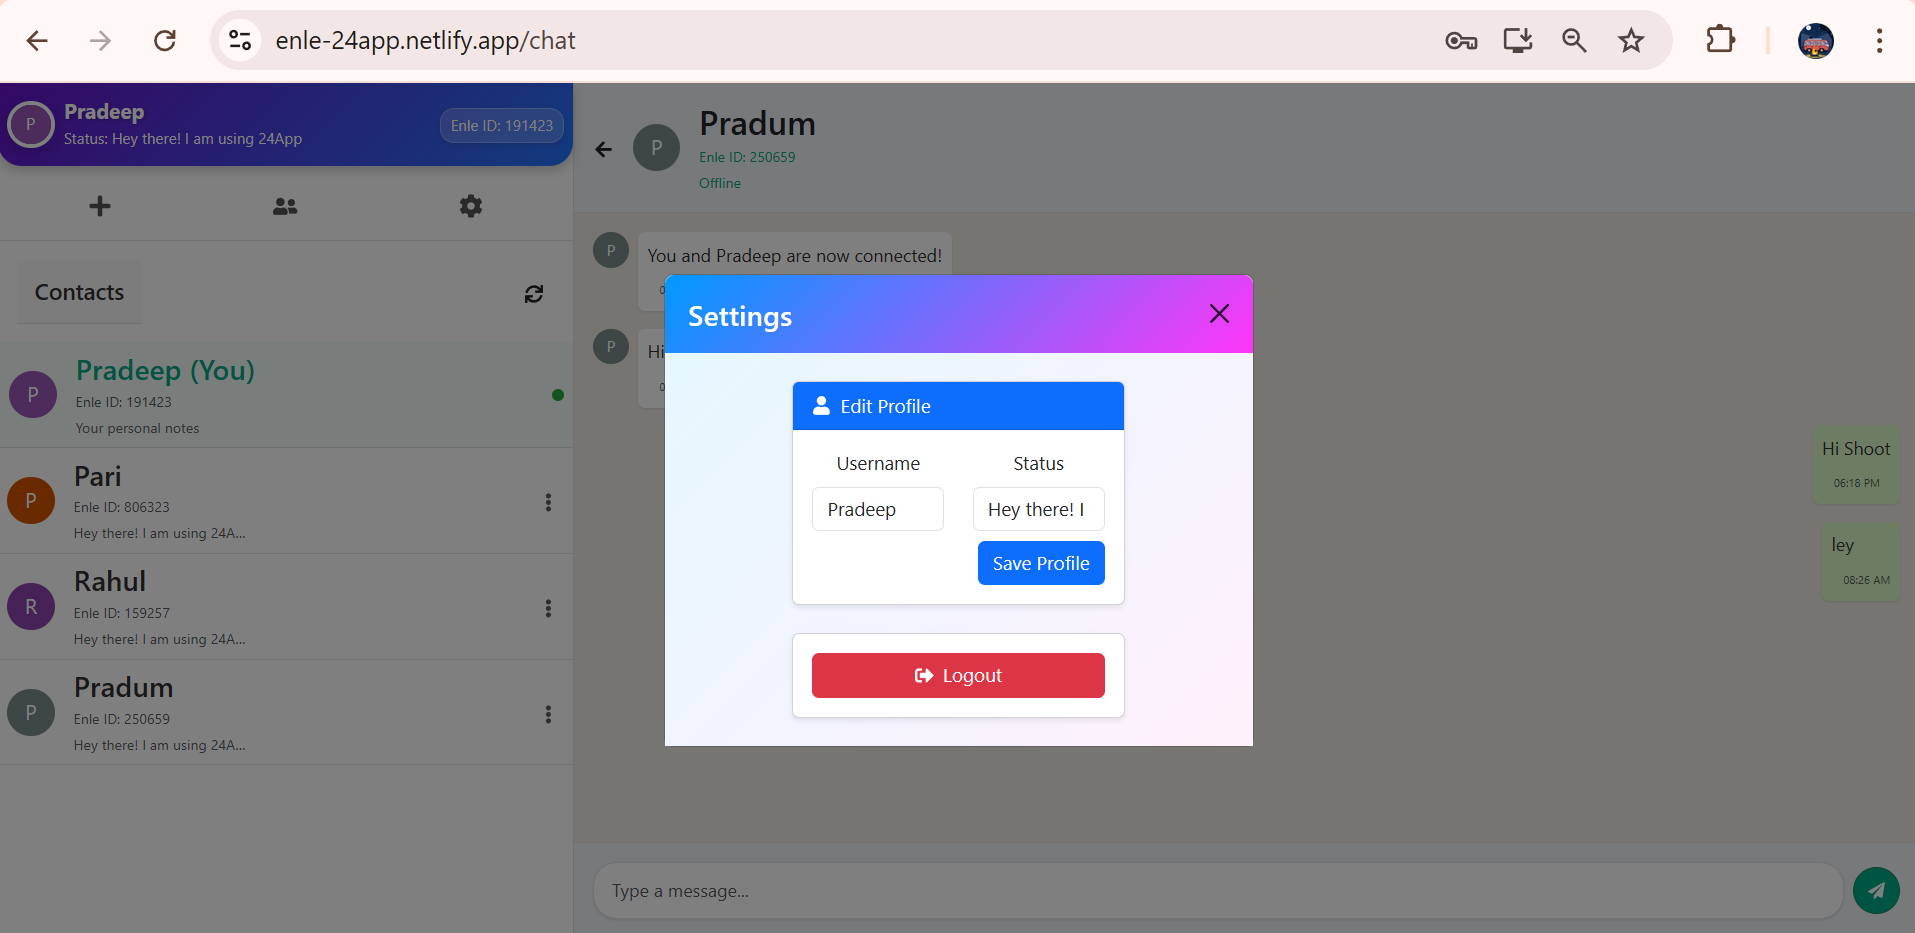 enle-24app.netlify.app/chat
P
Pradeep
Status: Hey there! I am using 24App
Enle ID: 191423
Contacts
P
Pradeep (You)
Enle ID: 191423
Your personal notes
P
Pari
Enle ID: 806323
Hey there! I am using 24A...
R
Rahul
Enle ID: 159257
Hey there! I am using 24A...
P
Pradum
Enle ID: 250659
Hey there! I am using 24A...
P
Pradum
Enle ID: 250659
Offline
P
You and Pradeep are now connected!
0
P
Hi
0
Hi Shoot
06:18 PM
ley
08:26 AM
Settings
Edit Profile
Username
Status
Pradeep
Hey there! I
Save Profile
Logout
Type a message...